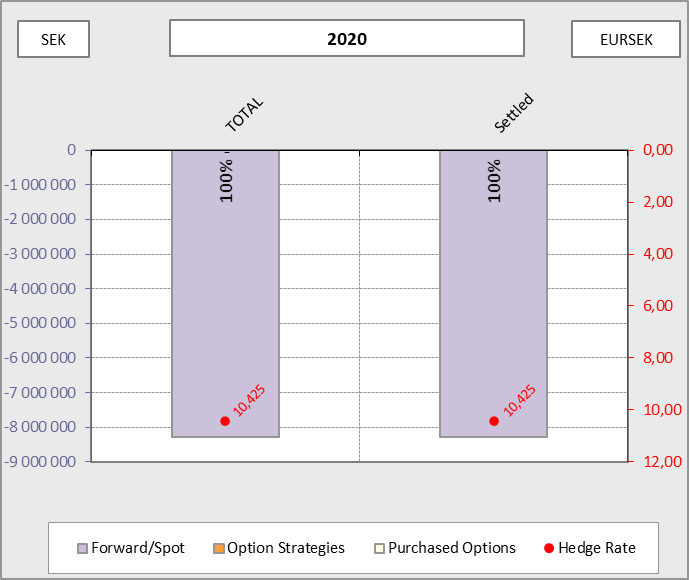 SEK
2020
EURSEK
TOTAL
Settled
0
-1 000 000
-2 000 000
-3 000 000
-4 000 000
-5 000 000
-6 000 000
-7 000 000
-8 000 000
-9 000 000
100% -
100%
10,425
10,425
0,00
2,00
4,00
6,00
8,00
10,00
12,00
Forward/Spot
Option Strategies
Purchased Options
Hedge Rate